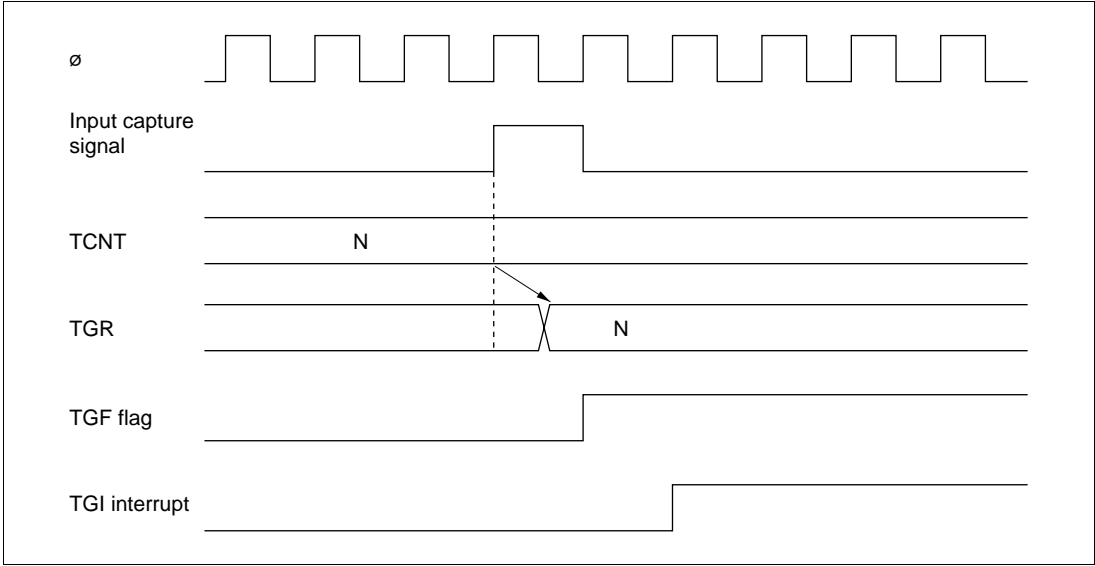 ø
Input capture
signal
TCNT
N
TGR
N
TGF flag
TGI interrupt